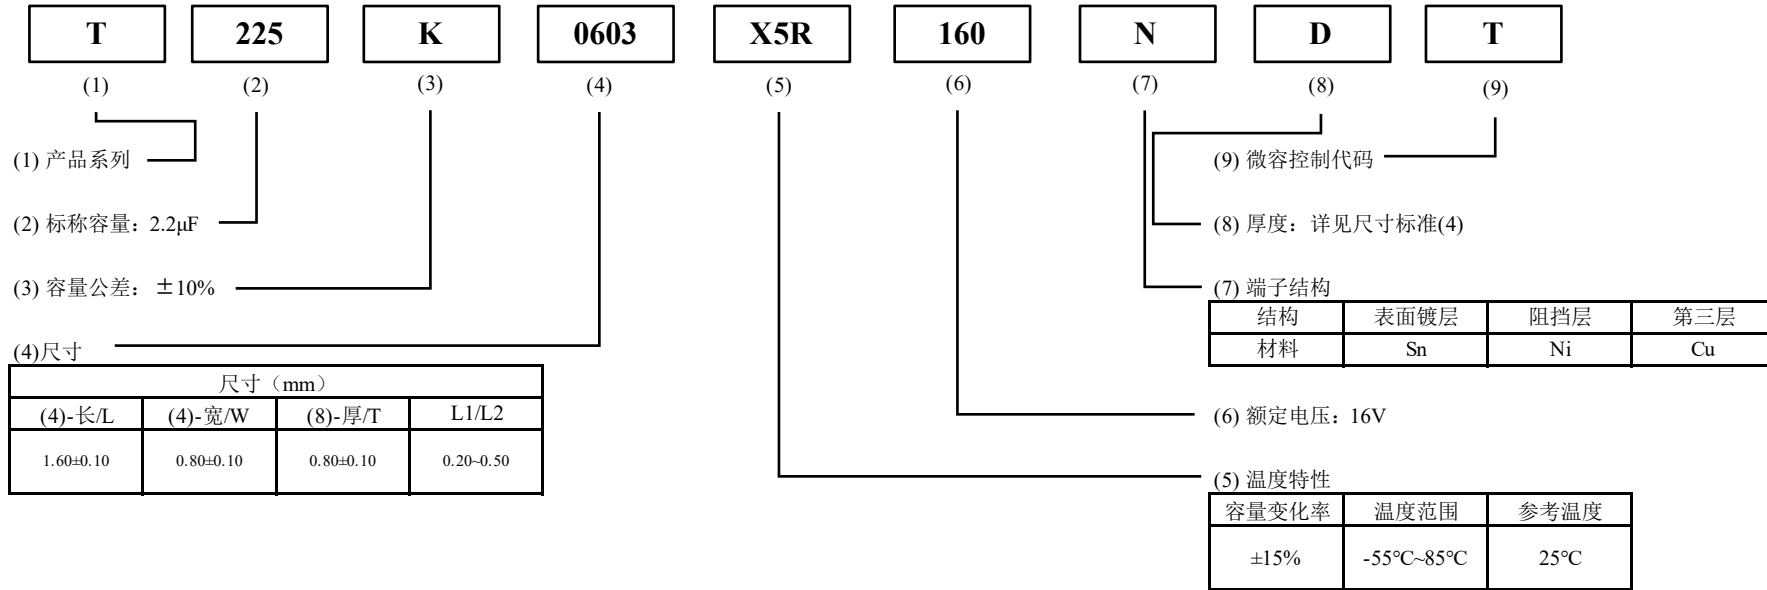 T 225 K 0603 X5R 160 N D T
(1) (2) (3) (4) (5) (6) (7) (8) (9)
(1) 产品系列
(9) 微容控制代码
(2) 标称容量：2.2μF
(8) 厚度：详见尺寸标准(4)
(3) 容量公差：±10%
(7) 端子结构
结构 表面镀层 阻挡层 第三层
材料 Sn Ni Cu
(4)尺寸
尺寸（mm）
(4)-长/L (4)-宽/W (8)-厚/T L1/L2
1.60±0.10 0.80±0.10 0.80±0.10 0.20~0.50
(6) 额定电压：16V
(5) 温度特性
容量变化率 温度范围 参考温度
±15% -55℃~85℃ 25℃